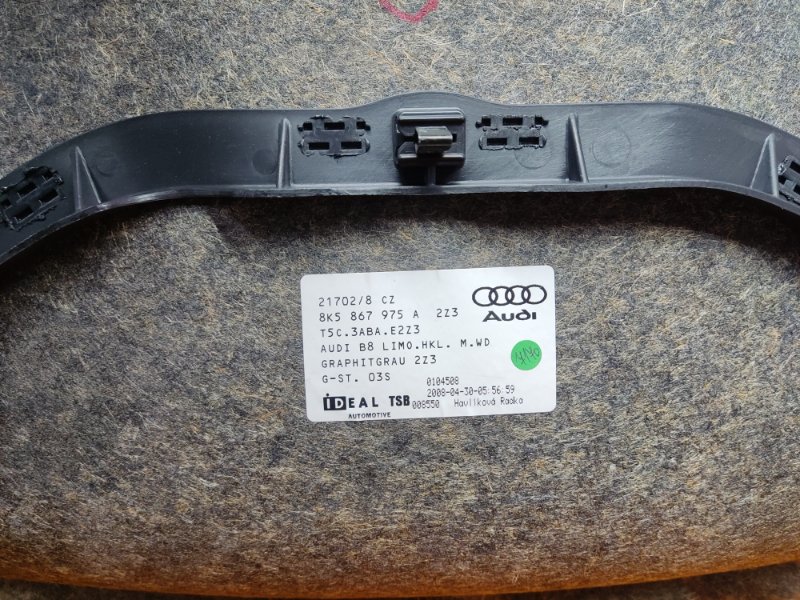 21702/8 CZ
8K5 867 975 A 2Z3
Audi
T5C.3ABA.E2Z3
AUDI B8 LIMO.HKL. M.WD
GRAPHITGRAU 2Z3
4140
G-ST. 03S
0104508
2008-04-30-05:56:59
IDEAL TSB 008550 Havlíková Radka
AUTOMOTIVE